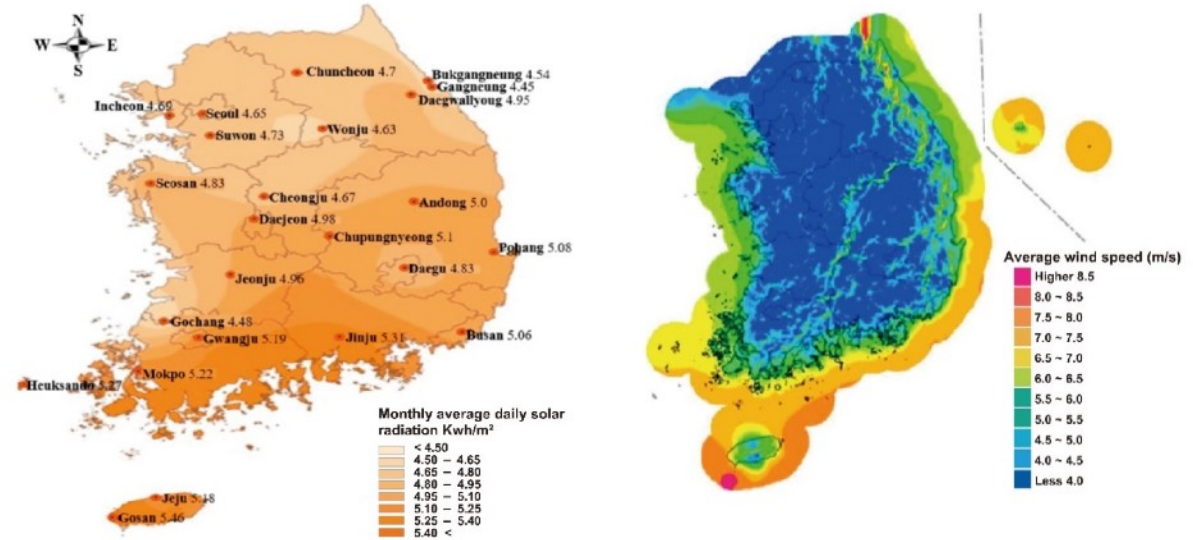 N
W E
S
Chuncheon 4.7
Bukgangneung 4.54
Gangneung 4.45
Daegwallyoug 4.95
Incheon 4.69
Seoul 4.65
Suwon 4.73
Wonju 4.63
Seosan 4.83
Cheongju 4.67
Andong 5.0
Daejeon 4.98
Chupungnyeong 5.1
Pohang 5.08
Daegu 4.83
Jeonju 4.96
Gochang 4.48
Gwangju 5.19
Jinju 5.31
Busan 5.06
Mokpo 5.22
Heuksando 5.27
Jeju 5.18
Gosan 5.46
Monthly average daily solar
radiation Kwh/m²
< 4.50
4.50 – 4.65
4.65 – 4.80
4.80 – 4.95
4.95 – 5.10
5.10 – 5.25
5.25 – 5.40
5.40 <
Average wind speed (m/s)
Higher 8.5
8.0 ~ 8.5
7.5 ~ 8.0
7.0 ~ 7.5
6.5 ~ 7.0
6.0 ~ 6.5
5.5 ~ 6.0
5.0 ~ 5.5
4.5 ~ 5.0
4.0 ~ 4.5
Less 4.0